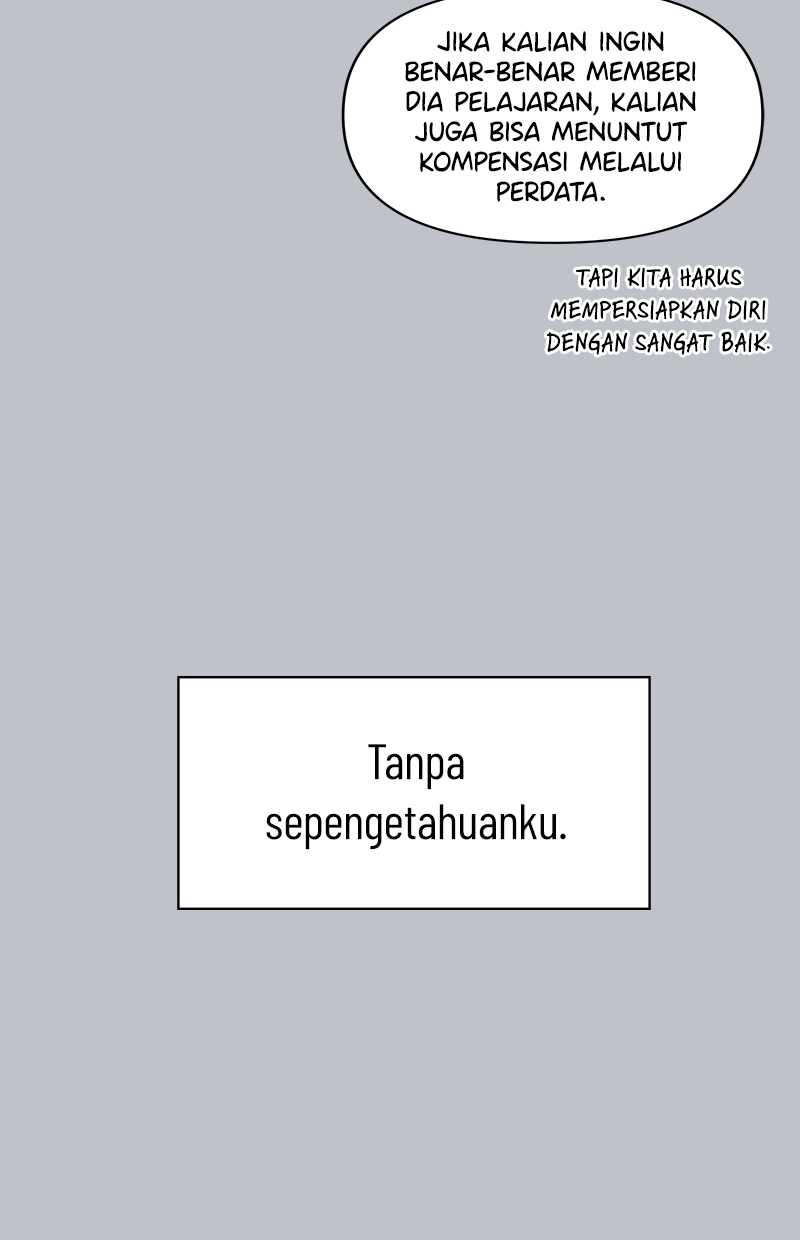 JIKA KALIAN INGIN
BENAR-BENAR MEMBERI
DIA PELAJARAN, KALIAN
JUGA BISA MENUNTUT
KOMPENSASI MELALUI
PERDATA.
TAPI KITA HARUS
MEMPERSIAPKAN DIRI
DENGAN SANGAT BAIK.
Tanpa
sepengetahuanku.